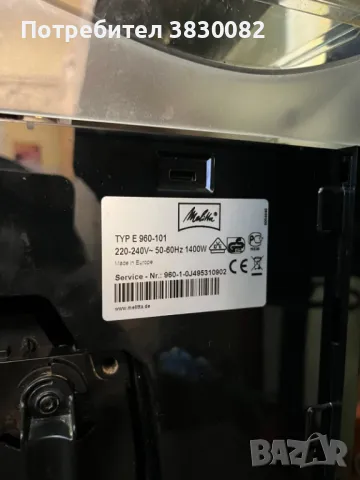 Потребител 3830082
Melitta
TYP E 960-101
220-240V~ 50-60Hz 1400W
Made in Europe
Service - Nr.: 960-1-0J495310902
www.melitta.de
BAZAR